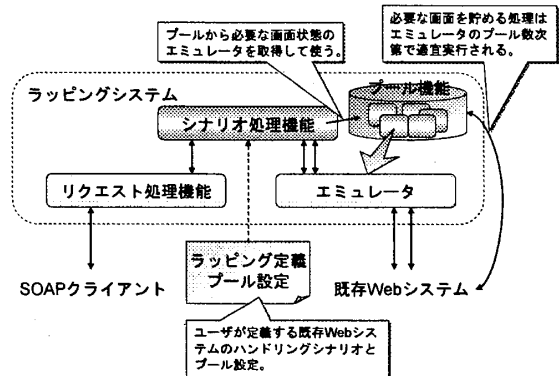 プールから必要な画面状態の
エミュレータを取得して使う。
必要な画面を貯める処理は
エミュレータのプール数次
第で適宜実行される。
ラッピングシステム
プール機能
シナリオ処理機能
リクエスト処理機能
エミュレータ
ラッピング定義
プール設定
SOAPクライアント
既存Webシステム
ユーザが定義する既存Webシス
テムのハンドリングシナリオと
プール設定。